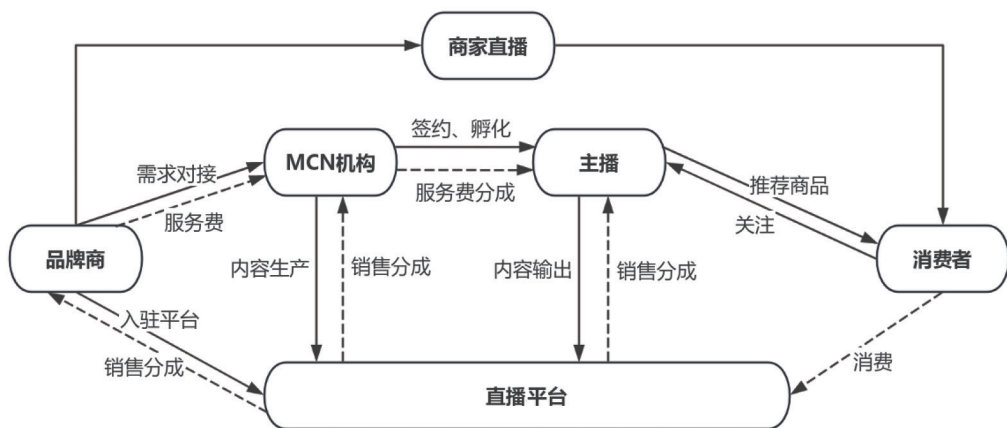 商家直播
签约、孵化
MCN机构
主播
需求对接
服务费
服务费分成
推荐商品
关注
品牌商
内容生产
销售分成
内容输出
销售分成
消费者
入驻平台
销售分成
消费
直播平台